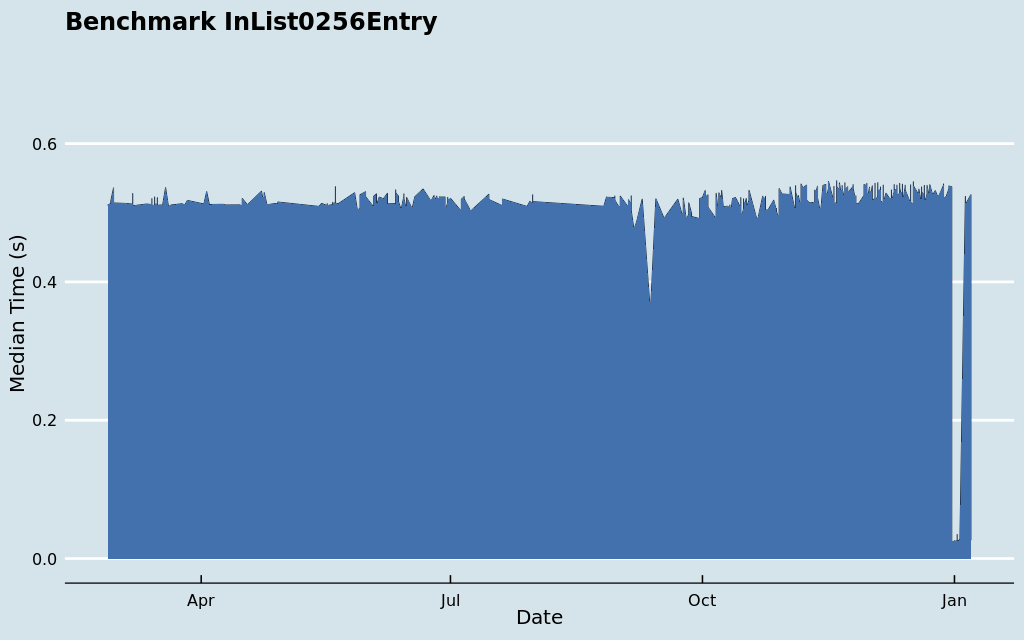 Benchmark InList0256Entry
0.6
0.4
0.2
0.0
Median Time (s)
Apr
Jul
Oct
Jan
Date